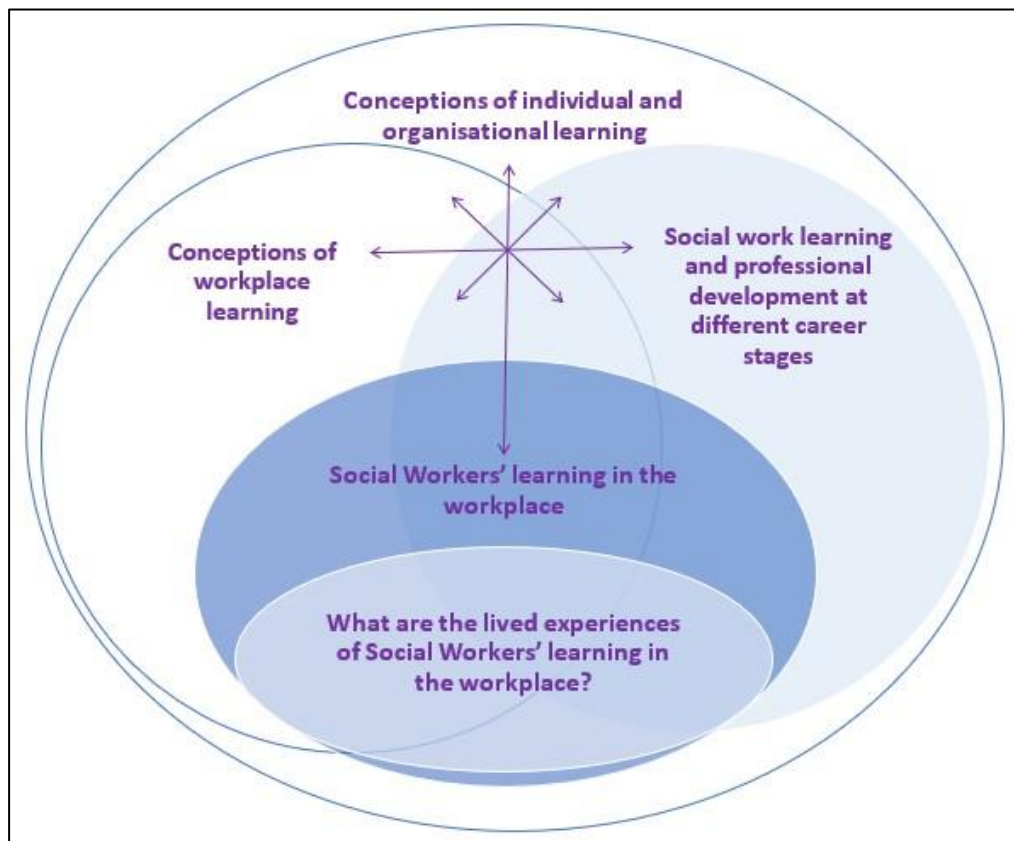 Conceptions of individual and
organisational learning
Conceptions of
workplace
learning
Social work learning
and professional
development at
different career
stages
Social Workers’ learning in the
workplace
What are the lived experiences
of Social Workers’ learning in
the workplace?